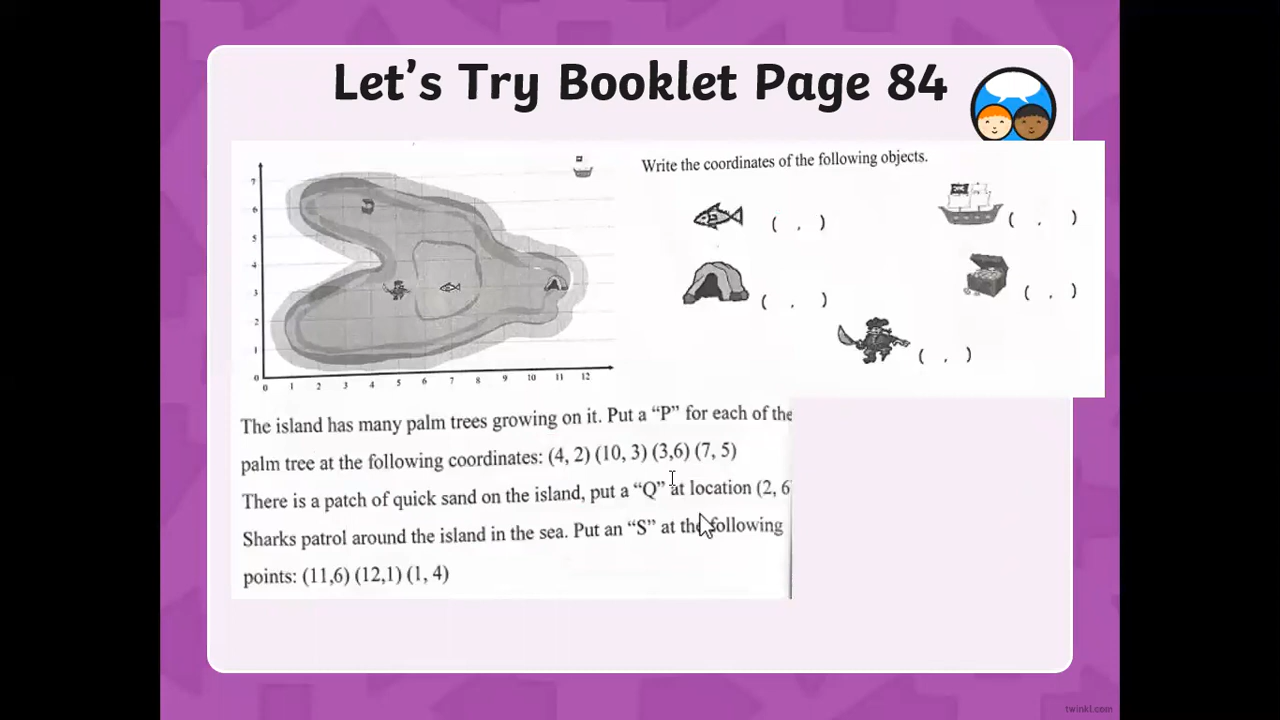 Let's Try Booklet Page 84
Write the coordinates of the following objects.
7
6
5
4
3
2
1
0
0 1 2 3 4 5 6 7 8 9 10 11 12
( , )
( , )
( , )
( , )
( , )
The island has many palm trees growing on it. Put a “P” for each of the
palm tree at the following coordinates: (4, 2) (10, 3) (3,6) (7, 5)
There is a patch of quick sand on the island, put a “Q” at location (2, 6
Sharks patrol around the island in the sea. Put an “S” at the following
points: (11,6) (12,1) (1, 4)
twinkl.com